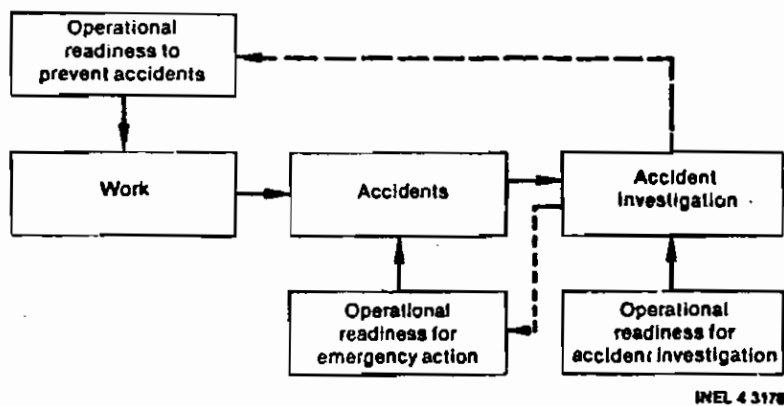 Operational
readiness to
prevent accidents
Work
Accidents
Accident
Investigation
Operational
readiness for
emergency action
Operational
readiness for
accident investigation
INEL 4 3178